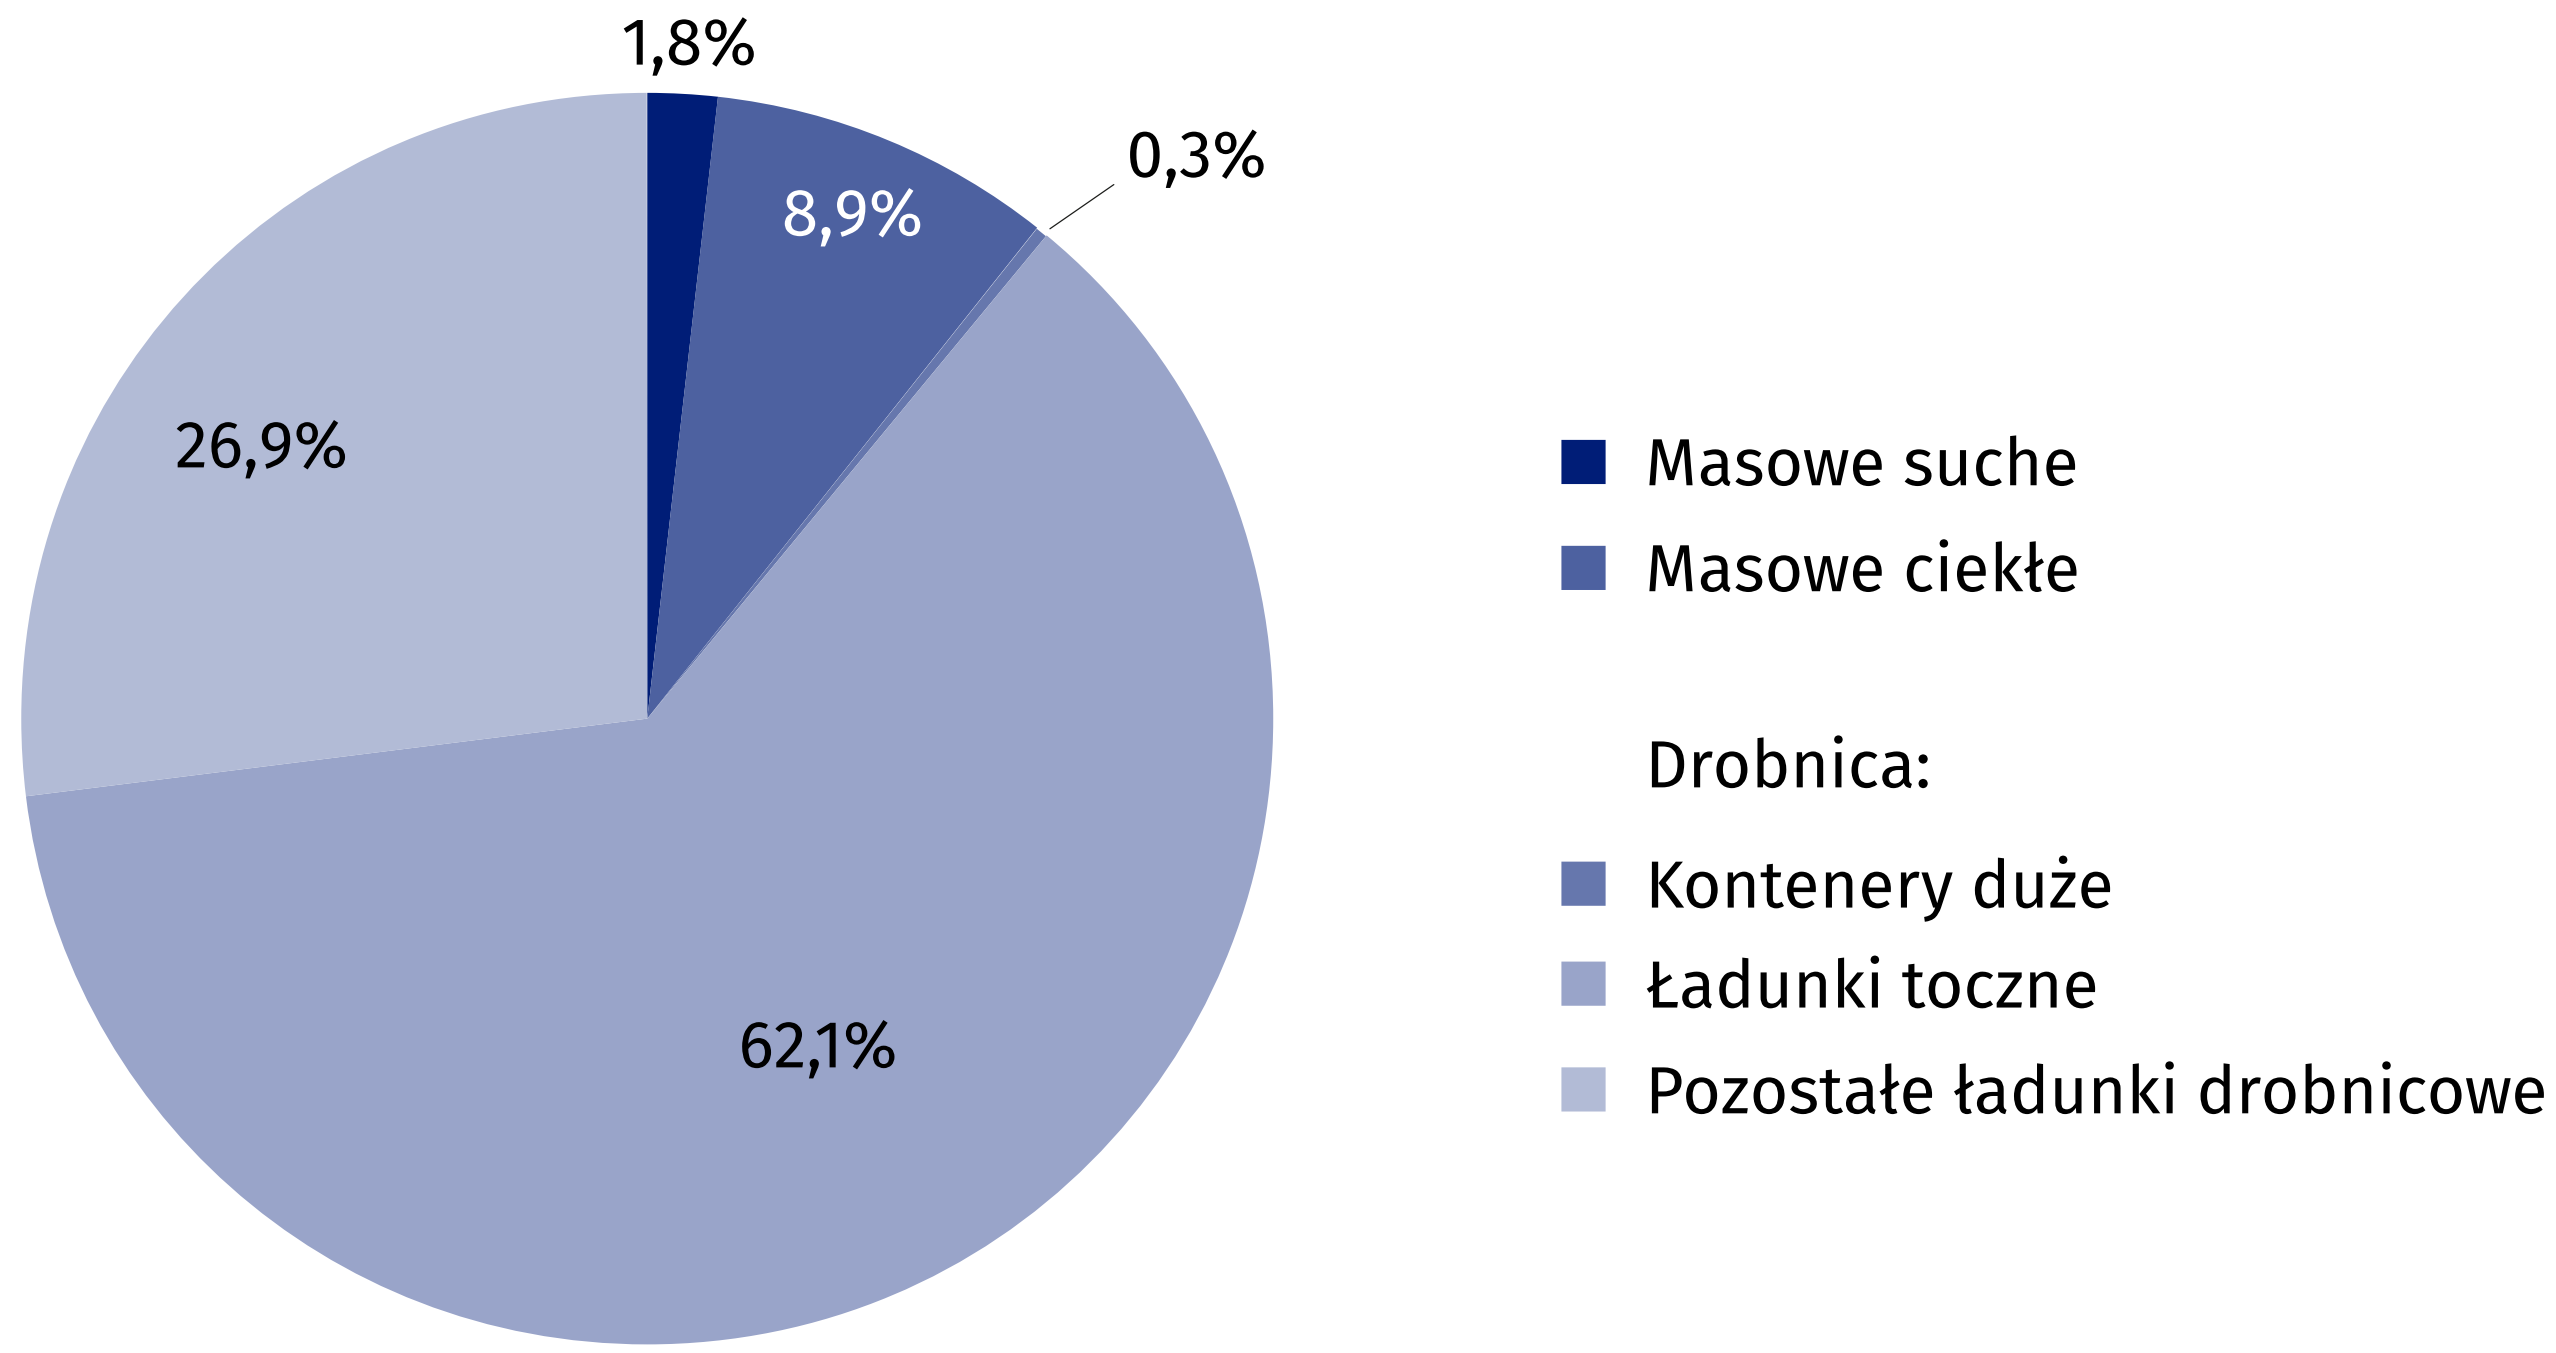 1,8%
0,3%
8,9%
26,9%
62,1%
Masowe suche
Masowe ciekłe
Drobnica:
Kontenery duże
Ładunki toczne
Pozostałe ładunki drobnicowe